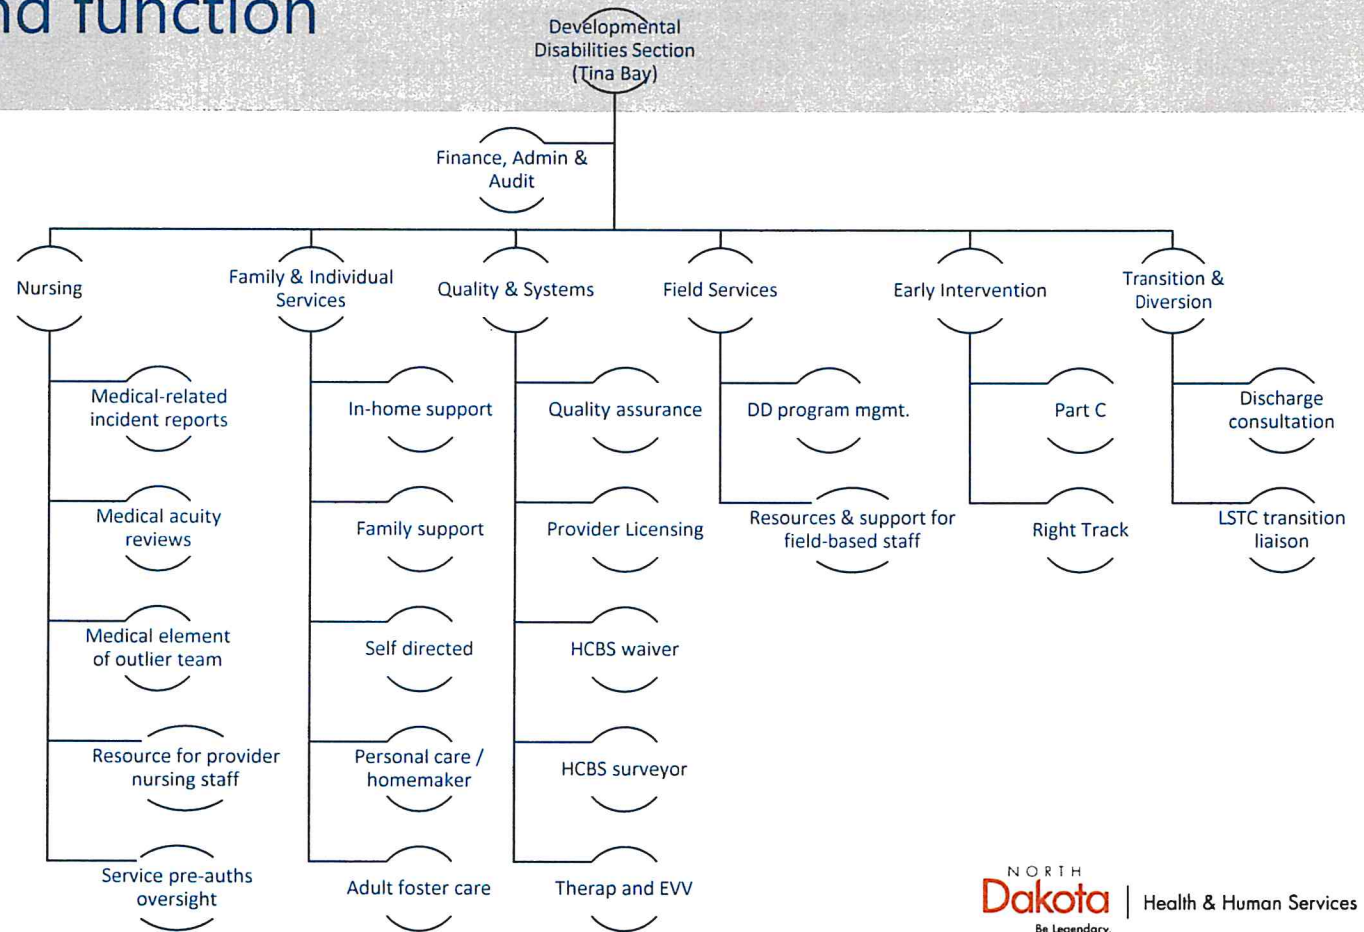 nd function
Developmental
Disabilities Section
(Tina Bay)
Finance, Admin &
Audit
Nursing
Family & Individual
Services
Quality & Systems
Field Services
Early Intervention
Transition &
Diversion
Medical-related
incident reports
In-home support
Quality assurance
DD program mgmt.
Part C
Discharge
consultation
Medical acuity
reviews
Family support
Provider Licensing
Resources & support for
field-based staff
Right Track
LSTC transition
liaison
Medical element
of outlier team
Self directed
HCBS waiver
Resource for provider
nursing staff
Personal care /
homemaker
HCBS surveyor
Service pre-auths
oversight
Adult foster care
Therap and EVV
NORTH
Dakota
Be Legendary.
Health & Human Services